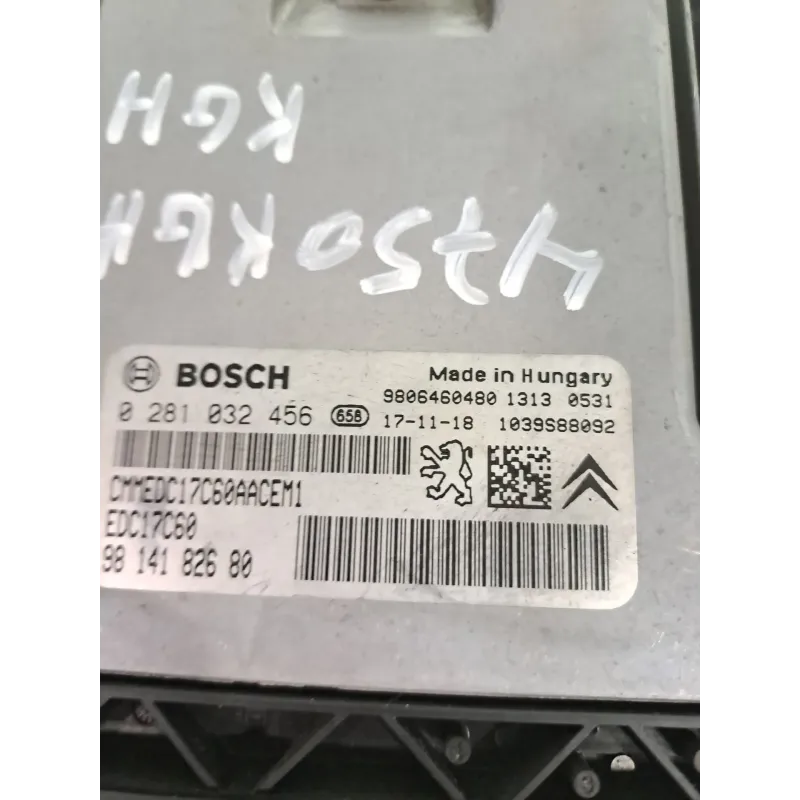 KGH
4750KGH
BOSCH
Made in Hungary
9806460480 1313 0531
0 281 032 456 658 17-11-18 1039S88092
CMMEDC17C60AACEM1
EDC17C60
98 141 826 80